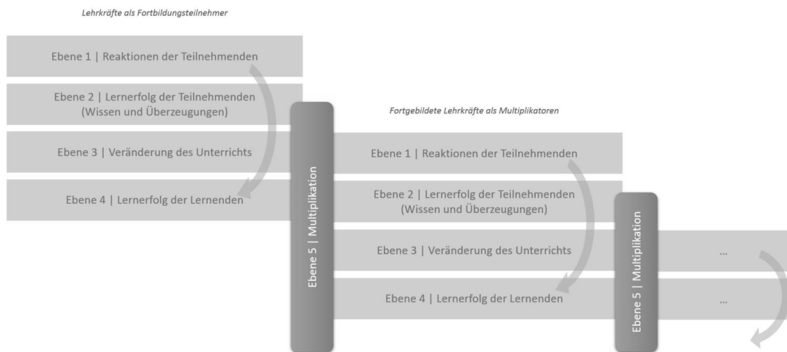 Lehrkräfte als Fortbildungsteilnehmer
Ebene 1 | Reaktionen der Teilnehmenden
Ebene 2 | Lernerfolg der Teilnehmenden
(Wissen und Überzeugungen)
Ebene 3 | Veränderung des Unterrichts
Ebene 4 | Lernerfolg der Lernenden
Ebene 5 | Multiplikation
Fortgebildete Lehrkräfte als Multiplikatoren
Ebene 1 | Reaktionen der Teilnehmenden
Ebene 2 | Lernerfolg der Teilnehmenden
(Wissen und Überzeugungen)
Ebene 3 | Veränderung des Unterrichts
Ebene 4 | Lernerfolg der Lernenden
Ebene 5 | Multiplikation
...
...